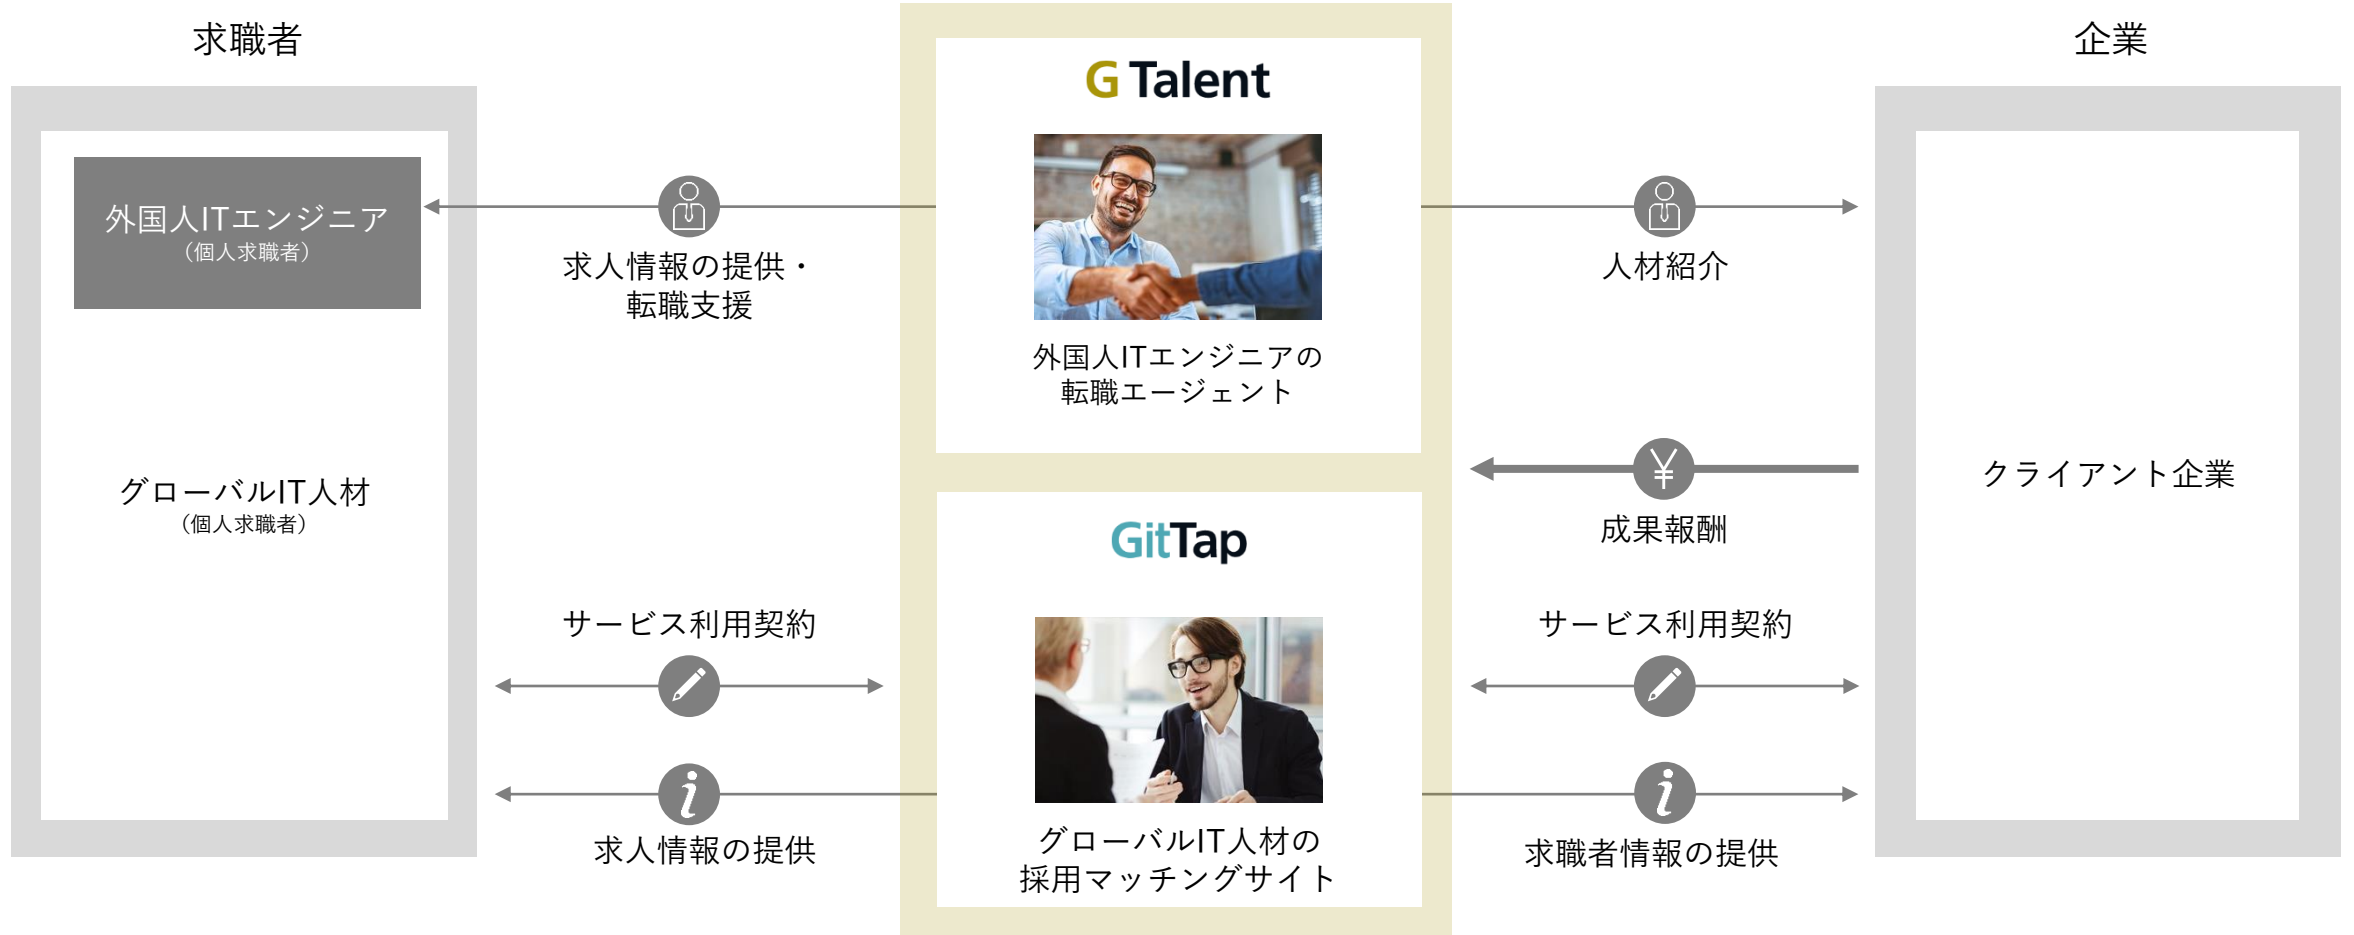 求職者
外国人ITエンジニア
（個人求職者）
グローバルIT人材
（個人求職者）
求人情報の提供・
転職支援
サービス利用契約
求人情報の提供
G Talent
外国人ITエンジニアの
転職エージェント
GitTap
グローバルIT人材の
採用マッチングサイト
人材紹介
¥
成果報酬
サービス利用契約
i
求職者情報の提供
i
企業
クライアント企業